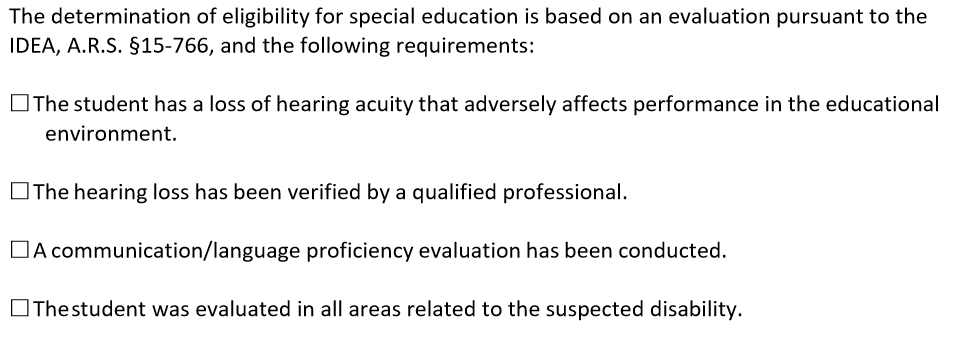 The determination of eligibility for special education is based on an evaluation pursuant to the
IDEA, A.R.S. §15-766, and the following requirements:
☐ The student has a loss of hearing acuity that adversely affects performance in the educational
environment.
☐ The hearing loss has been verified by a qualified professional.
☐ A communication/language proficiency evaluation has been conducted.
☐ The student was evaluated in all areas related to the suspected disability.